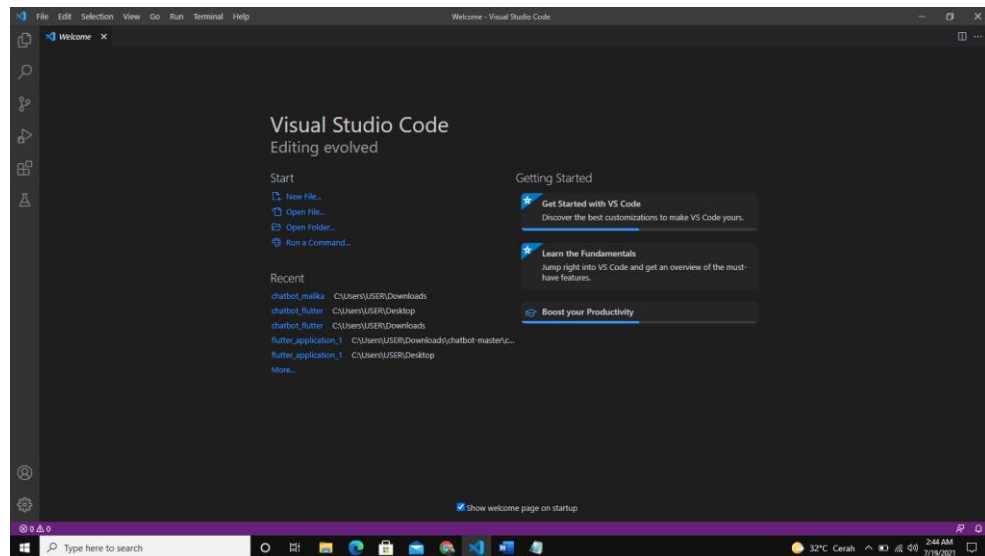 File Edit Selection View Go Run Terminal Help
Welcome - Visual Studio Code
Welcome
Visual Studio Code
Editing evolved
Start
New File...
Open File...
Open Folder...
Run a Command...
Recent
chatbot_malika C:\Users\USER\Downloads
chatbot_flutter C:\Users\USER\Desktop
chatbot_flutter C:\Users\USER\Downloads
flutter_application_1 C:\Users\USER\Downloads\chatbot-master\c...
flutter_application_1 C:\Users\USER\Desktop
More...
Getting Started
Get Started with VS Code
Discover the best customizations to make VS Code yours.
Learn the Fundamentals
Jump right into VS Code and get an overview of the must-
have features.
Boost your Productivity
Show welcome page on startup
0 0
Type here to search
32°C Cerah
2:44 AM
7/19/2021